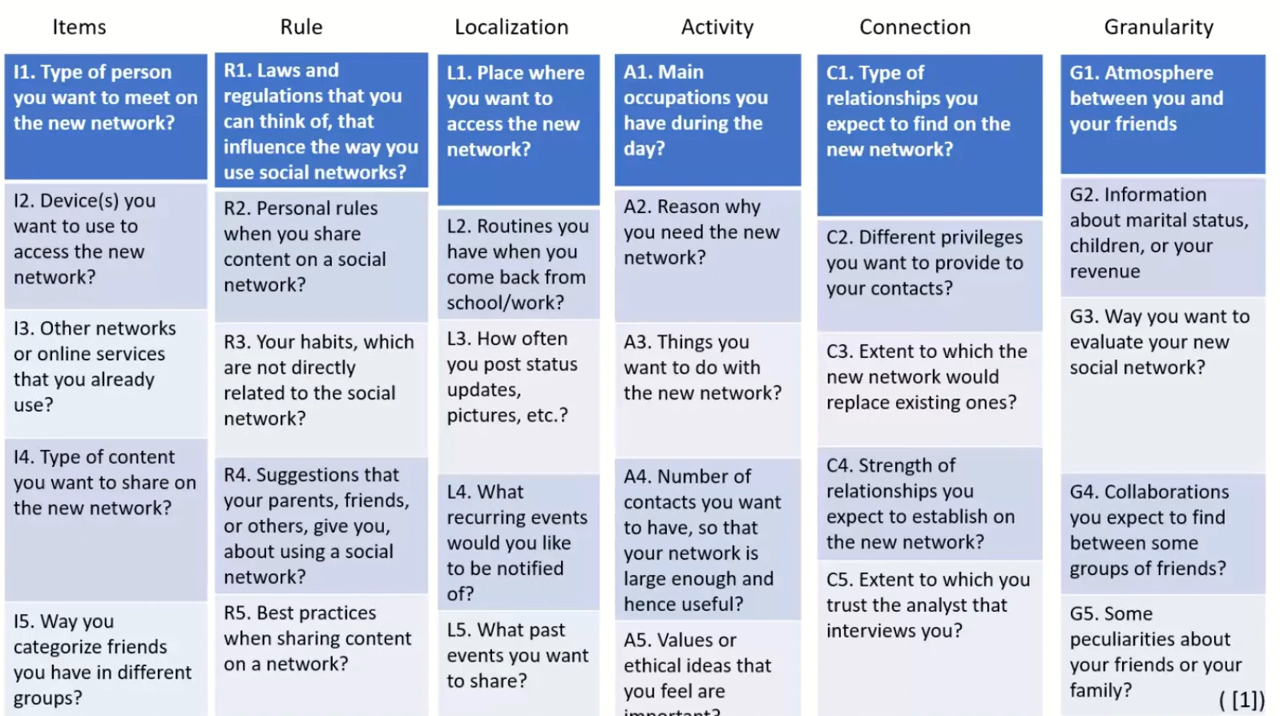 Items
Rule
Localization
Activity
Connection
Granularity
I1. Type of person
you want to meet on
the new network?
I2. Device(s) you
want to use to
access the new
network?
I3. Other networks
or online services
that you already
use?
I4. Type of content
you want to share on
the new network?
I5. Way you
categorize friends
you have in different
groups?
R1. Laws and
regulations that you
can think of, that
influence the way you
use social networks?
R2. Personal rules
when you share
content on a social
network?
R3. Your habits, which
are not directly
related to the social
network?
R4. Suggestions that
your parents, friends,
or others, give you,
about using a social
network?
R5. Best practices
when sharing content
on a network?
L1. Place where
you want to
access the new
network?
L2. Routines you
have when you
come back from
school/work?
L3. How often
you post status
updates,
pictures, etc.?
L4. What
recurring events
would you like
to be notified
of?
L5. What past
events you want
to share?
A1. Main
occupations you
have during the
day?
A2. Reason why
you need the new
network?
A3. Things you
want to do with
the new network?
A4. Number of
contacts you want
to have, so that
your network is
large enough and
hence useful?
A5. Values or
ethical ideas that
you feel are
important?
C1. Type of
relationships you
expect to find on the
new network?
C2. Different privileges
you want to provide to
your contacts?
C3. Extent to which the
new network would
replace existing ones?
C4. Strength of
relationships you
expect to establish on
the new network?
C5. Extent to which you
trust the analyst that
interviews you?
G1. Atmosphere
between you and
your friends
G2. Information
about marital status,
children, or your
revenue
G3. Way you want to
evaluate your new
social network?
G4. Collaborations
you expect to find
between some
groups of friends?
G5. Some
peculiarities about
your friends or your
family?
( [1])